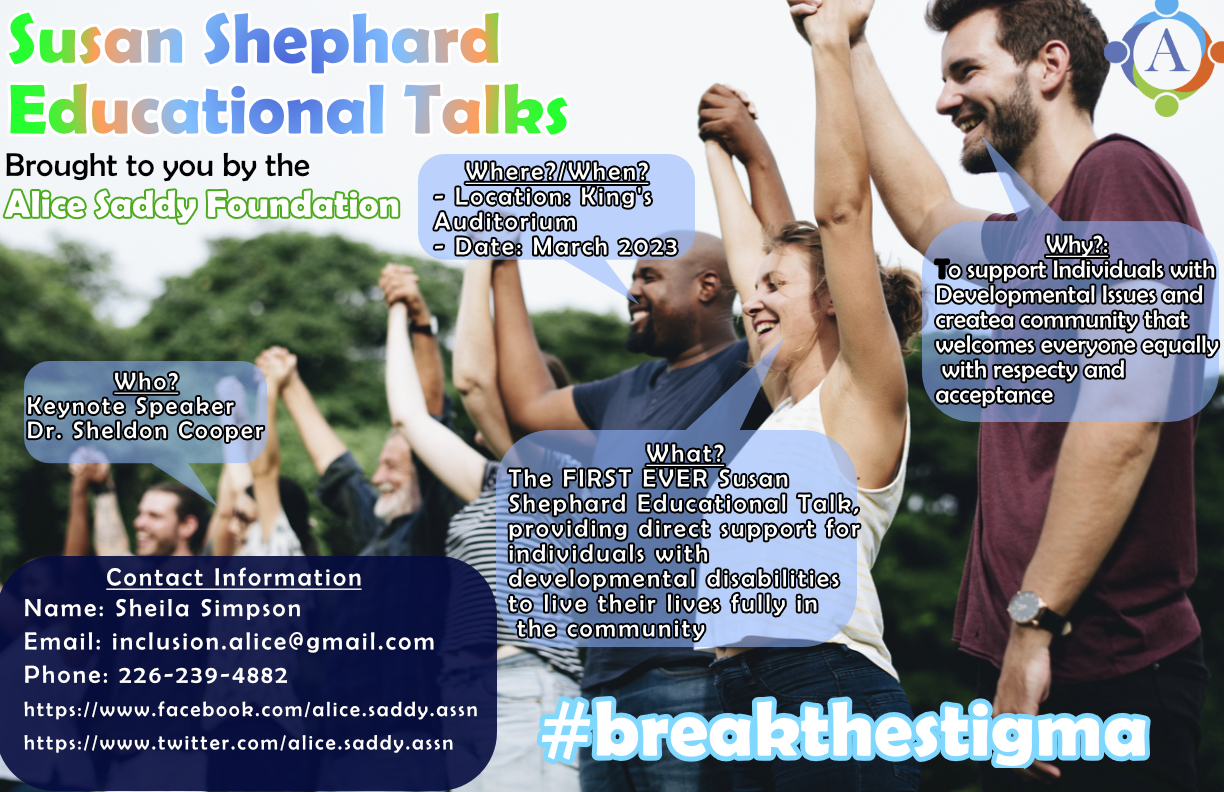 Susan Shephard
Educational Talks
Brought to you by the
Alice Saddy Foundation
A
Where?/When?
- Location: King's
Auditorium
- Date: March 2023
Why?:
To support Individuals with
Developmental Issues and
createa community that
welcomes everyone equally
with respecty and
acceptance
Who?
Keynote Speaker
Dr. Sheldon Cooper
What?
The FIRST EVER Susan
Shephard Educational Talk,
providing direct support for
individuals with
developmental disabilities
to live their lives fully in
the community
Contact Information
Name: Sheila Simpson
Email: inclusion.alice@gmail.com
Phone: 226-239-4882
https://www.facebook.com/alice.saddy.assn
https://www.twitter.com/alice.saddy.assn
#breakthestigma